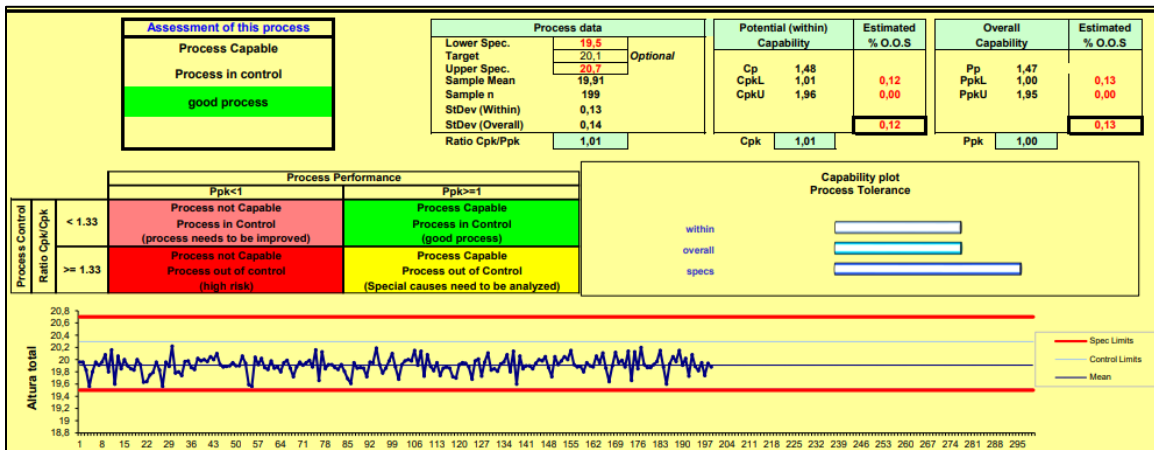 Assessment of this process
Process Capable
Process in control
good process
Process data
Lower Spec. 19,5
Target 20,1 Optional
Upper Spec. 20,7
Sample Mean 19,91
Sample n 199
StDev (Within) 0,13
StDev (Overall) 0,14
Ratio Cpk/Ppk 1,01
Potential (within) Estimated
Capability % O.O.S
Cp 1,48
CpkL 1,01 0,12
CpkU 1,96 0,00
0,12
Cpk 1,01
Overall Estimated
Capability % O.O.S
Pp 1,47
PpkL 1,00 0,13
PpkU 1,95 0,00
0,13
Ppk 1,00
Process Performance
Ppk<1 Ppk>=1
Process Control
Ratio Cpk/Cpk
< 1.33
Process not Capable
Process in Control
(process needs to be improved)
Process Capable
Process in Control
(good process)
>= 1.33
Process not Capable
Process out of control
(high risk)
Process Capable
Process out of Control
(Special causes need to be analyzed)
Capability plot
Process Tolerance
within
overall
specs
Altura total
20,8
20,6
20,4
20,2
20
19,8
19,6
19,4
19,2
19
18,8
1 8 15 22 29 36 43 50 57 64 71 78 85 92 99 106 113 120 127 134 141 148 155 162 169 176 183 190 197 204 211 218 225 232 239 246 253 260 267 274 281 288 295
Spec Limits
Control Limits
Mean